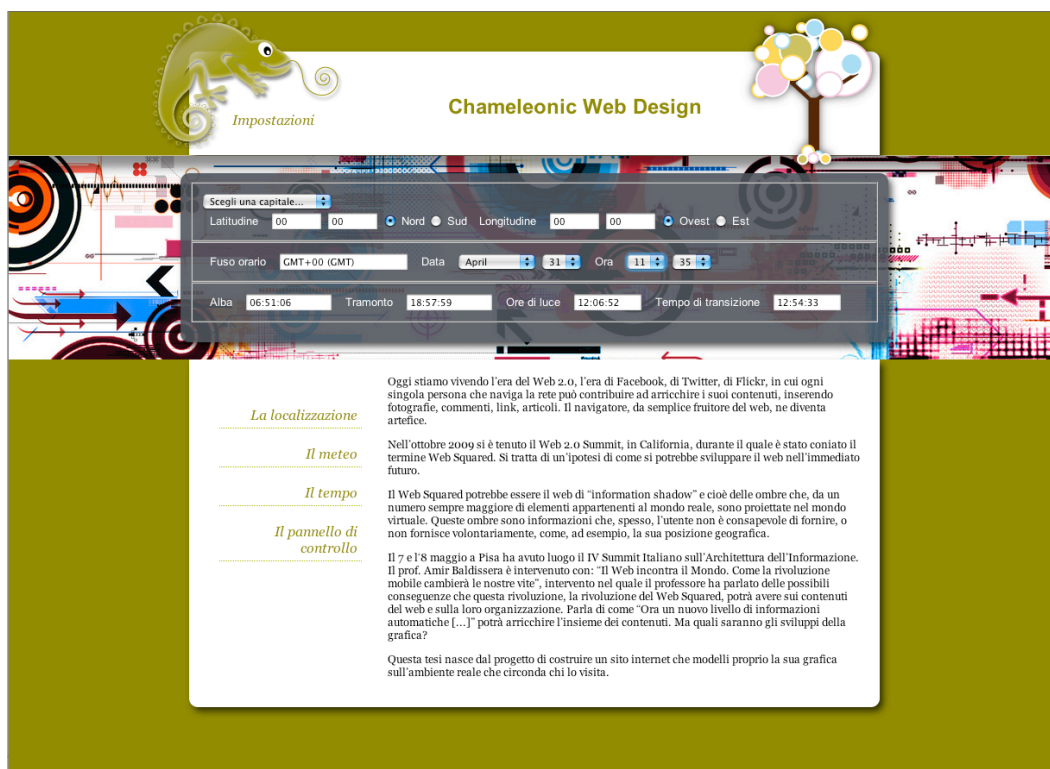 Impostazioni
Chameleonic Web Design
Scegli una capitale...
Latitudine 00 00 Nord Sud Longitudine 00 00 Ovest Est
Fuso orario GMT+00 (GMT) Data April 31 Ora 11 35
Alba 06:51:06 Tramonto 18:57:59 Ore di luce 12:06:52 Tempo di transizione 12:54:33
La localizzazione
Il meteo
Il tempo
Il pannello di
controllo
Oggi stiamo vivendo l'era del Web 2.0, l'era di Facebook, di Twitter, di Flickr, in cui ogni
singola persona che naviga la rete può contribuire ad arricchire i suoi contenuti, inserendo
fotografie, commenti, link, articoli. Il navigatore, da semplice fruitore del web, ne diventa
artefice.
Nell'ottobre 2009 si è tenuto il Web 2.0 Summit, in California, durante il quale è stato coniato il
termine Web Squared. Si tratta di un'ipotesi di come si potrebbe sviluppare il web nell'immediato
futuro.
Il Web Squared potrebbe essere il web di "information shadow" e cioè delle ombre che, da un
numero sempre maggiore di elementi appartenenti al mondo reale, sono proiettate nel mondo
virtuale. Queste ombre sono informazioni che, spesso, l'utente non è consapevole di fornire, o
non fornisce volontariamente, come, ad esempio, la sua posizione geografica.
Il 7 e l'8 maggio a Pisa ha avuto luogo il IV Summit Italiano sull'Architettura dell'Informazione.
Il prof. Amir Baldissera è intervenuto con: "Il Web incontra il Mondo. Come la rivoluzione
mobile cambierà le nostre vite", intervento nel quale il professore ha parlato delle possibili
conseguenze che questa rivoluzione, la rivoluzione del Web Squared, potrà avere sui contenuti
del web e sulla loro organizzazione. Parla di come "Ora un nuovo livello di informazioni
automatiche [...]" potrà arricchire l'insieme dei contenuti. Ma quali saranno gli sviluppi della
grafica?
Questa tesi nasce dal progetto di costruire un sito internet che modelli proprio la sua grafica
sull'ambiente reale che circonda chi lo visita.